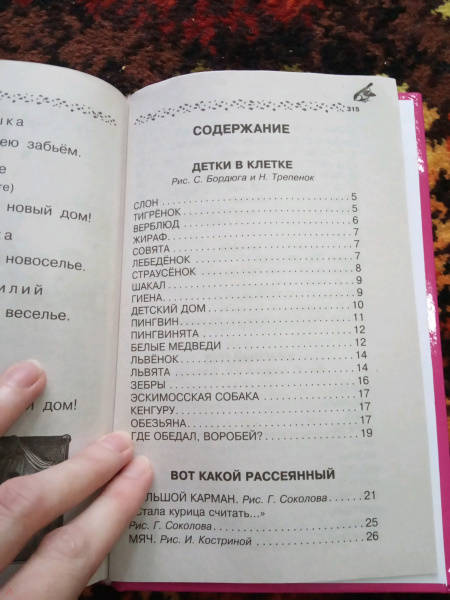 ка
ею забьём.
е
те)
новый дом!
ка
новоселье.
илий
веселье.
й дом!
315
СОДЕРЖАНИЕ
ДЕТКИ В КЛЕТКЕ
Рис. С. Бордюга и Н. Трепенок
СЛОН 5
ТИГРЁНОК 5
ВЕРБЛЮД 6
ЖИРАФ 7
СОВЯТА 7
ЛЕБЕДЁНОК 7
СТРАУСЁНОК 8
ШАКАЛ 9
ГИЕНА 9
ДЕТСКИЙ ДОМ 10
ПИНГВИН 11
ПИНГВИНЯТА 12
БЕЛЫЕ МЕДВЕДИ 12
ЛЬВЁНОК 14
ЛЬВЯТА 14
ЗЕБРЫ 16
ЭСКИМОССКАЯ СОБАКА 17
КЕНГУРУ 17
ОБЕЗЬЯНА 17
ГДЕ ОБЕДАЛ, ВОРОБЕЙ? 19
ВОТ КАКОЙ РАССЕЯННЫЙ
ЛЬШОЙ КАРМАН. Рис. Г. Соколова 21
тала курица считать...»
Рис. Г. Соколова 25
МЯЧ. Рис. И. Костриной 26